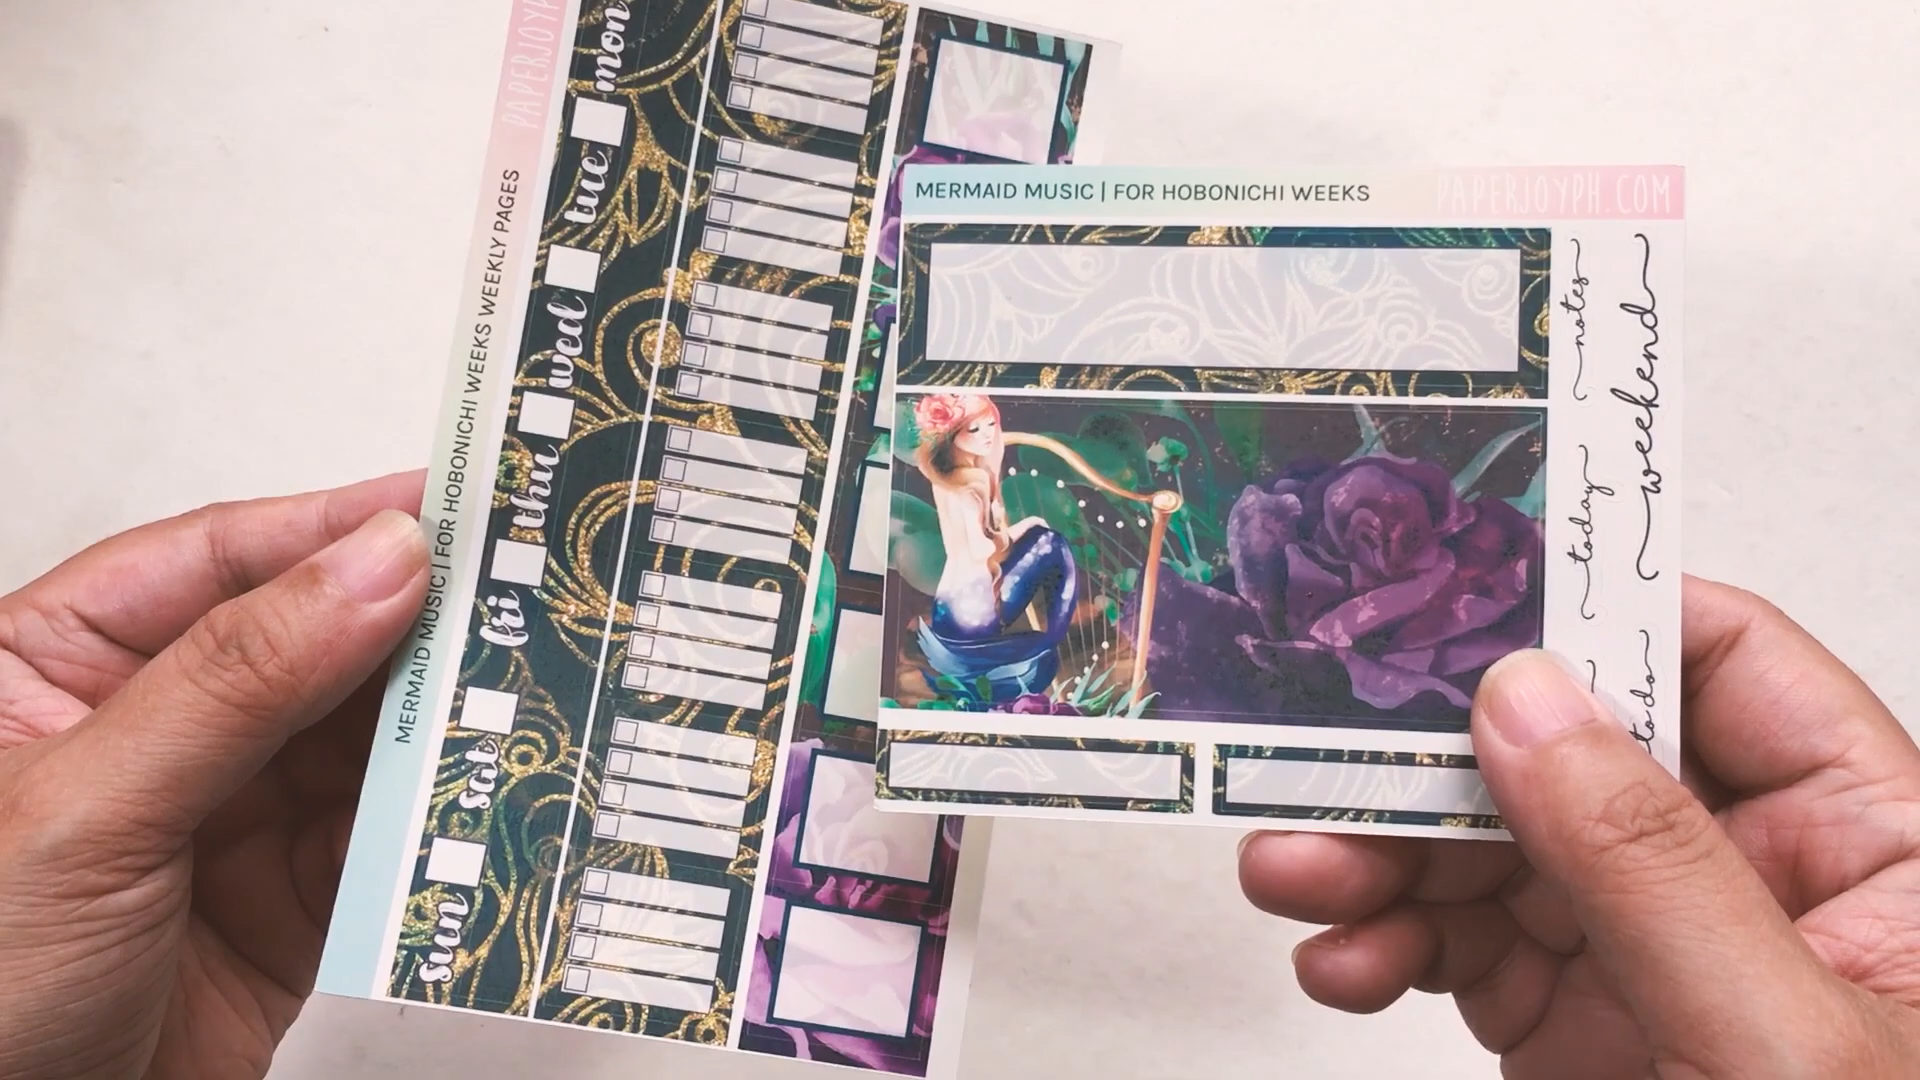 MERMAID MUSIC | FOR HOBONICHI WEEKS WEEKLY PAGES PAPERJOYP
mon
tue
wed
thu
fri
sat
sun
MERMAID MUSIC | FOR HOBONICHI WEEKS PAPERJOYPH.COM
notes
weekend
today
to do